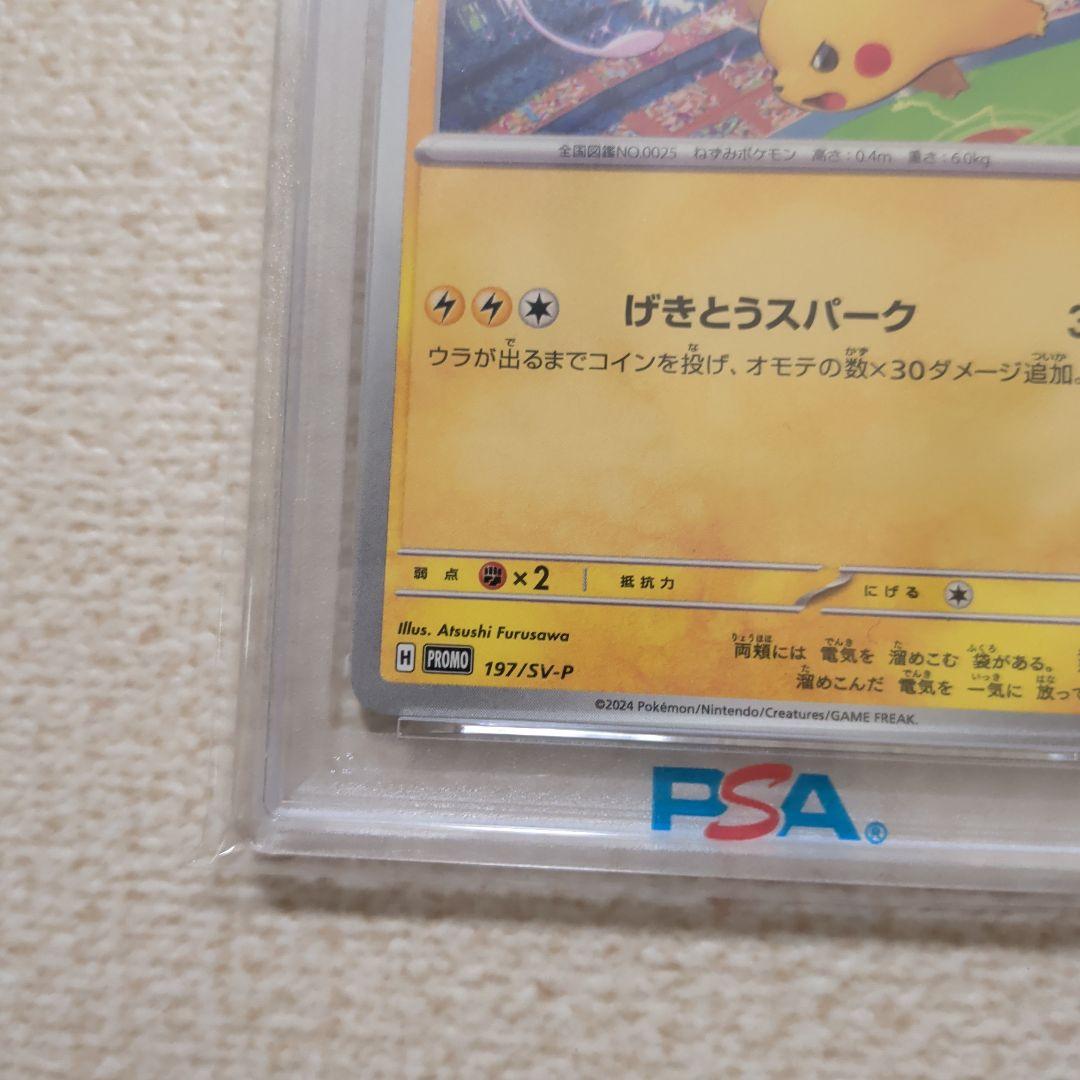 全国図鑑NO.0025 ねずみポケモン 高さ:0.4m 重さ:6.0kg
げきとうスパーク 3
ウラが出るまでコインを投げ、オモテの数×30ダメージ追加。
弱点 ×2 抵抗力 にげる
Illus. Atsushi Furusawa
H PROMO 197/SV-P
両頬には 電気を 溜めこむ 袋がある。
溜めこんだ 電気を 一気に 放って
©2024 Pokémon/Nintendo/Creatures/GAME FREAK.
PSA®